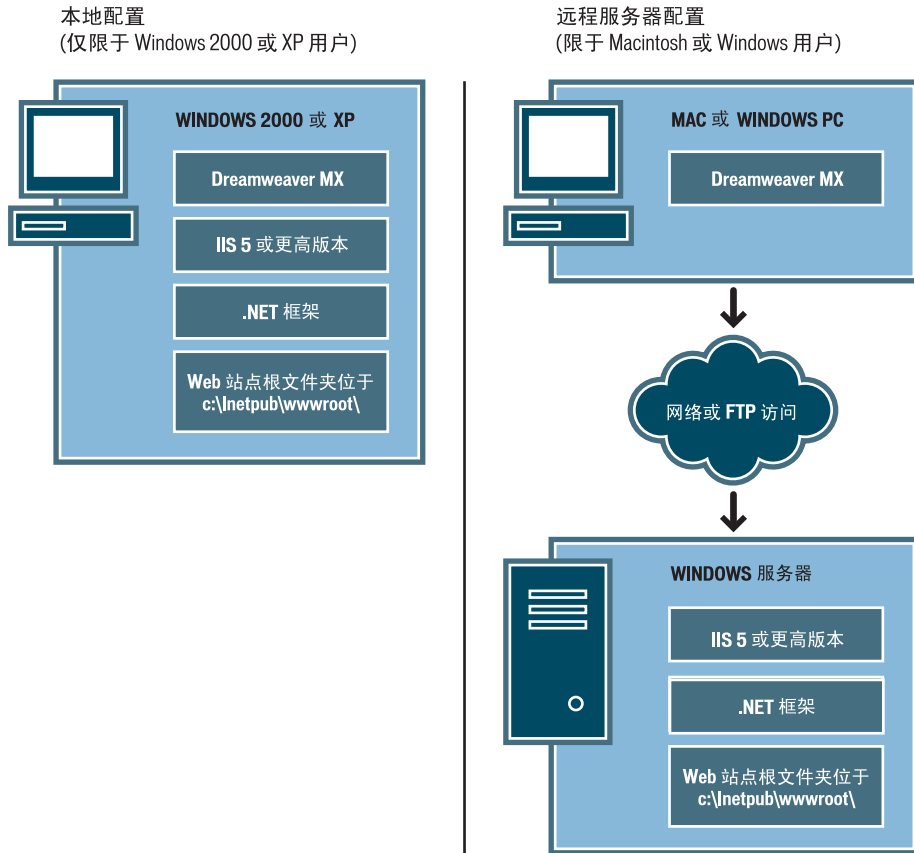 本地配置
(仅限于 Windows 2000 或 XP 用户)
WINDOWS 2000 或 XP
Dreamweaver MX
IIS 5 或更高版本
.NET 框架
Web 站点根文件夹位于
c:\Inetpub\wwwroot\
远程服务器配置
(限于 Macintosh 或 Windows 用户)
MAC 或 WINDOWS PC
Dreamweaver MX
网络或 FTP 访问
WINDOWS 服务器
IIS 5 或更高版本
.NET 框架
Web 站点根文件夹位于
c:\Inetpub\wwwroot\